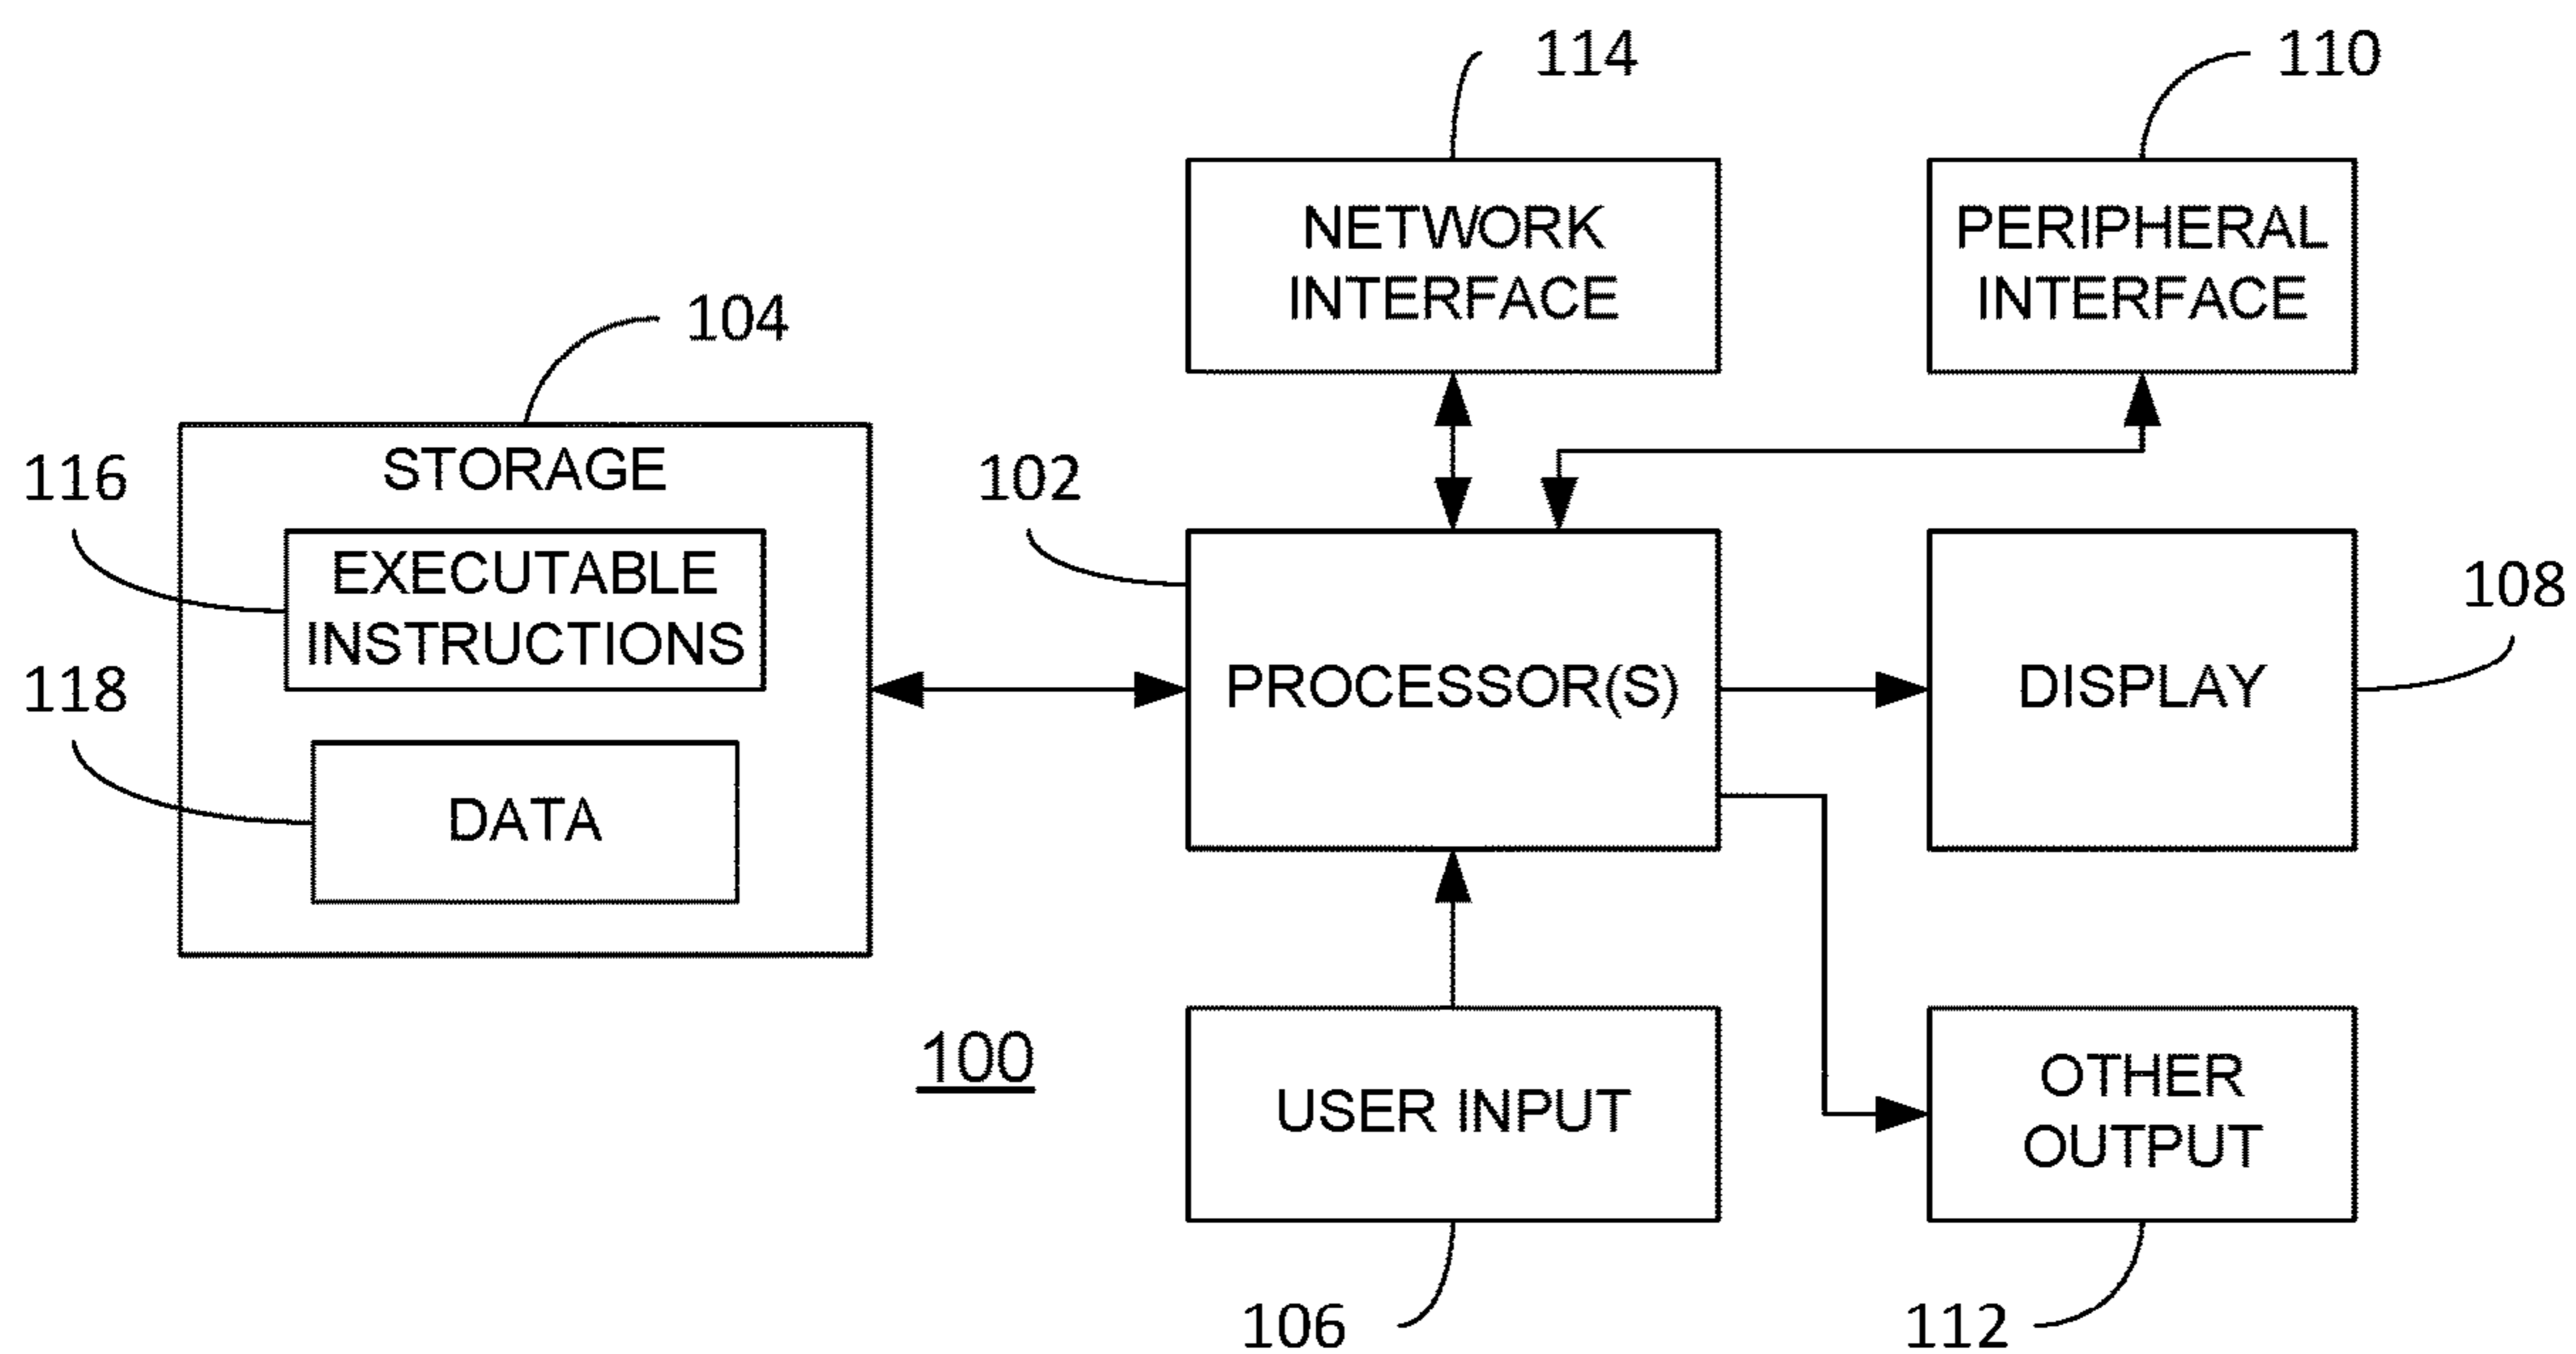 114
110
NETWORK
INTERFACE
PERIPHERAL
INTERFACE
104
STORAGE
116
EXECUTABLE
INSTRUCTIONS
118
DATA
102
PROCESSOR(S)
DISPLAY
108
100
USER INPUT
OTHER
OUTPUT
106
112